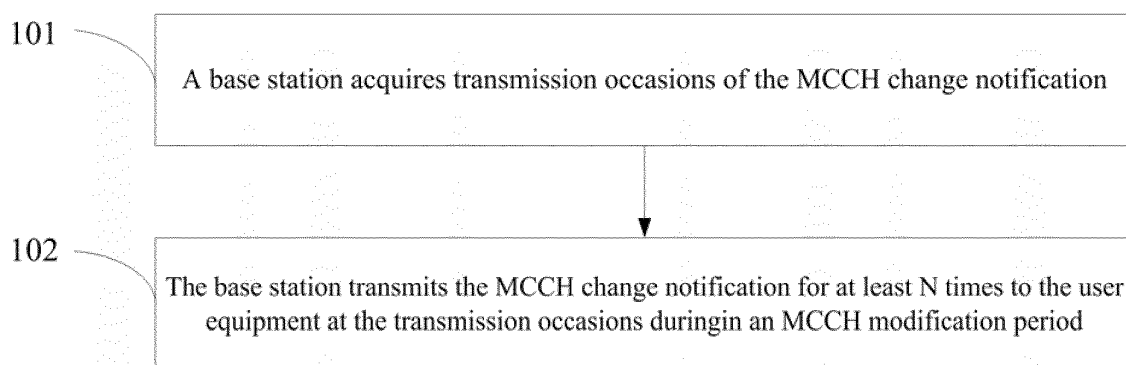 101
A base station acquires transmission occasions of the MCCH change notification
102
The base station transmits the MCCH change notification for at least N times to the user
equipment at the transmission occasions duringin an MCCH modification period